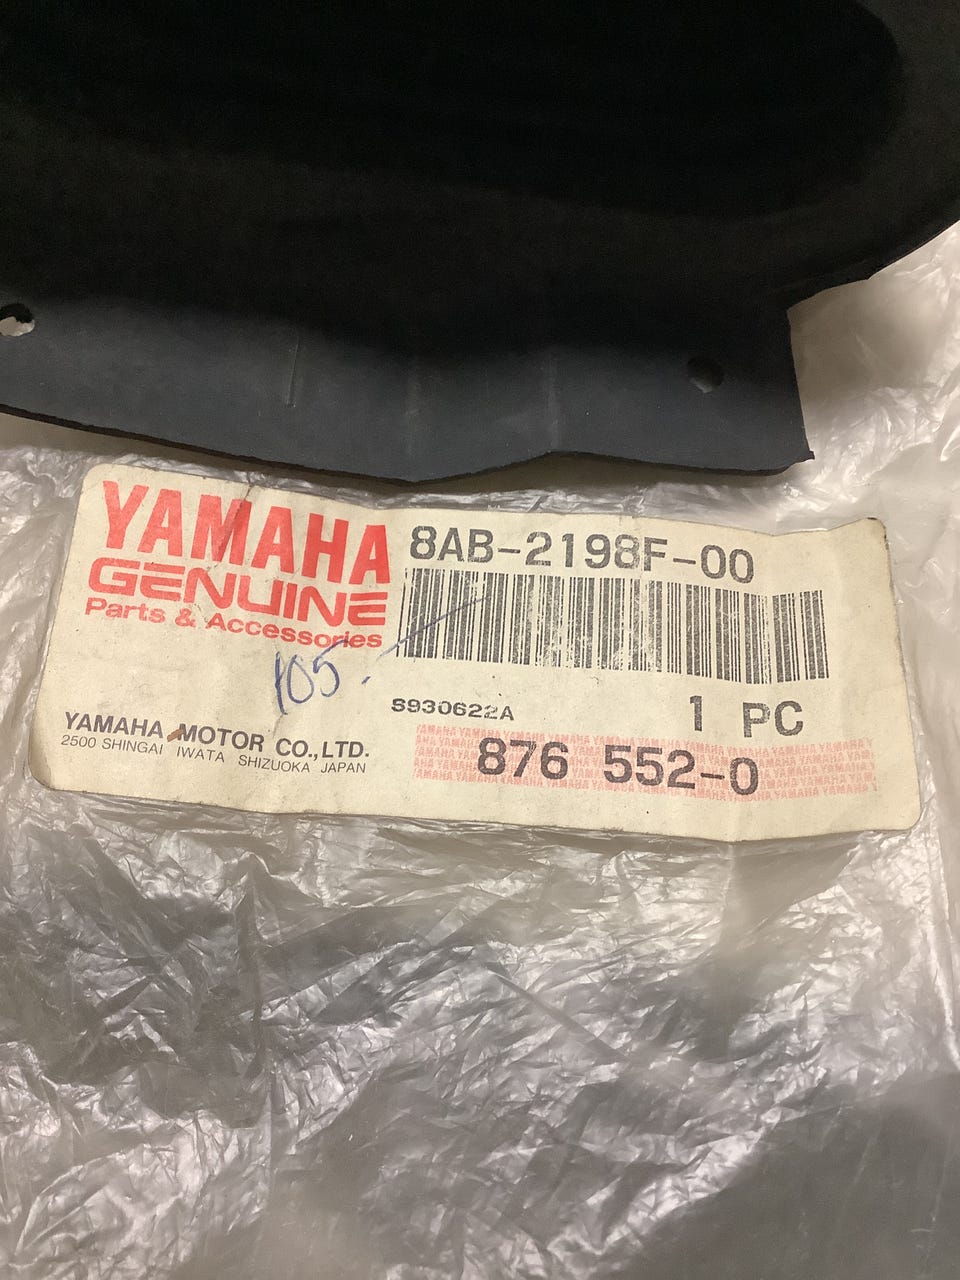 YAMAHA
GENUINE
Parts & Accessories
105.-
YAMAHA MOTOR CO.,LTD.
2500 SHINGAI IWATA SHIZUOKA JAPAN
8AB-2198F-00
S930622A
1 PC
876 552-0